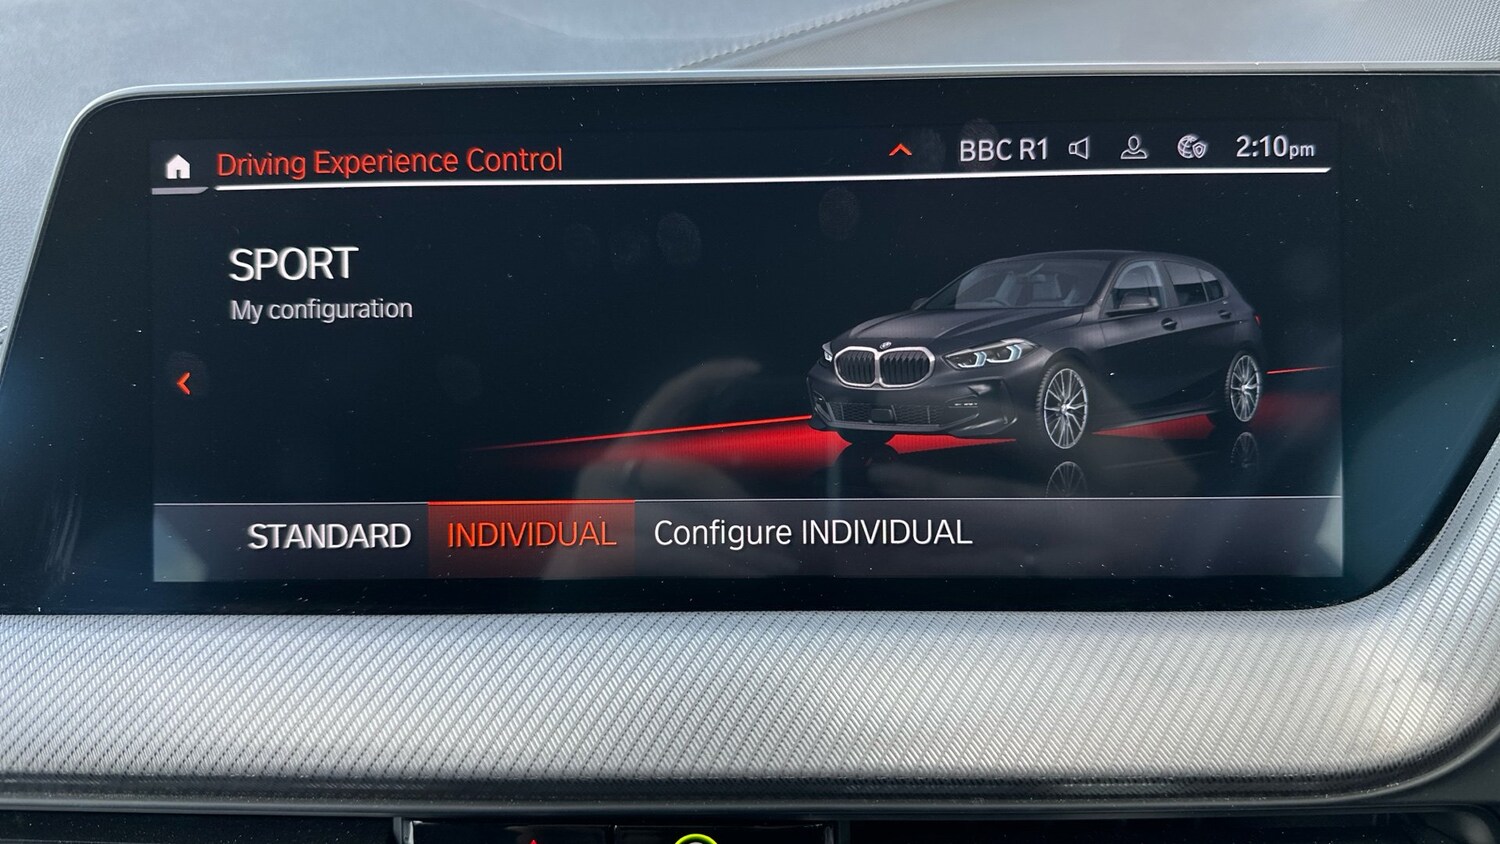 Driving Experience Control
BBC R1 2:10pm
SPORT
My configuration
STANDARD INDIVIDUAL Configure INDIVIDUAL